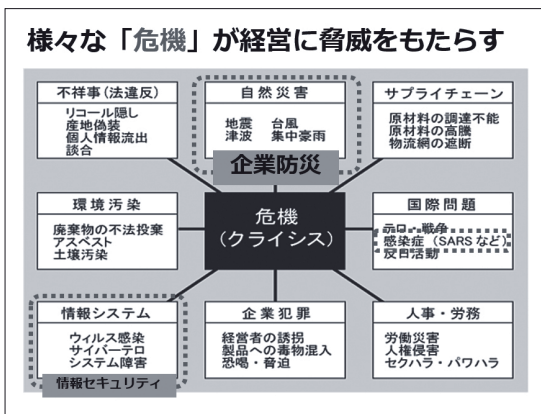 様々な「危機」が経営に脅威をもたらす
不祥事(法違反)
リコール隠し
産地偽装
個人情報流出
談合
自然災害
地震 台風
津波 集中豪雨
企業防災
サプライチェーン
原材料の調達不能
原材料の高騰
物流網の遮断
環境汚染
廃棄物の不法投棄
アスベスト
土壌汚染
危機
(クライシス)
国際問題
テロ・戦争
感染症(SARSなど)
反日活動
情報システム
ウィルス感染
サイバーテロ
システム障害
情報セキュリティ
企業犯罪
経営者の誘拐
製品への毒物混入
恐喝・脅迫
人事・労務
労働災害
人権侵害
セクハラ・パワハラ